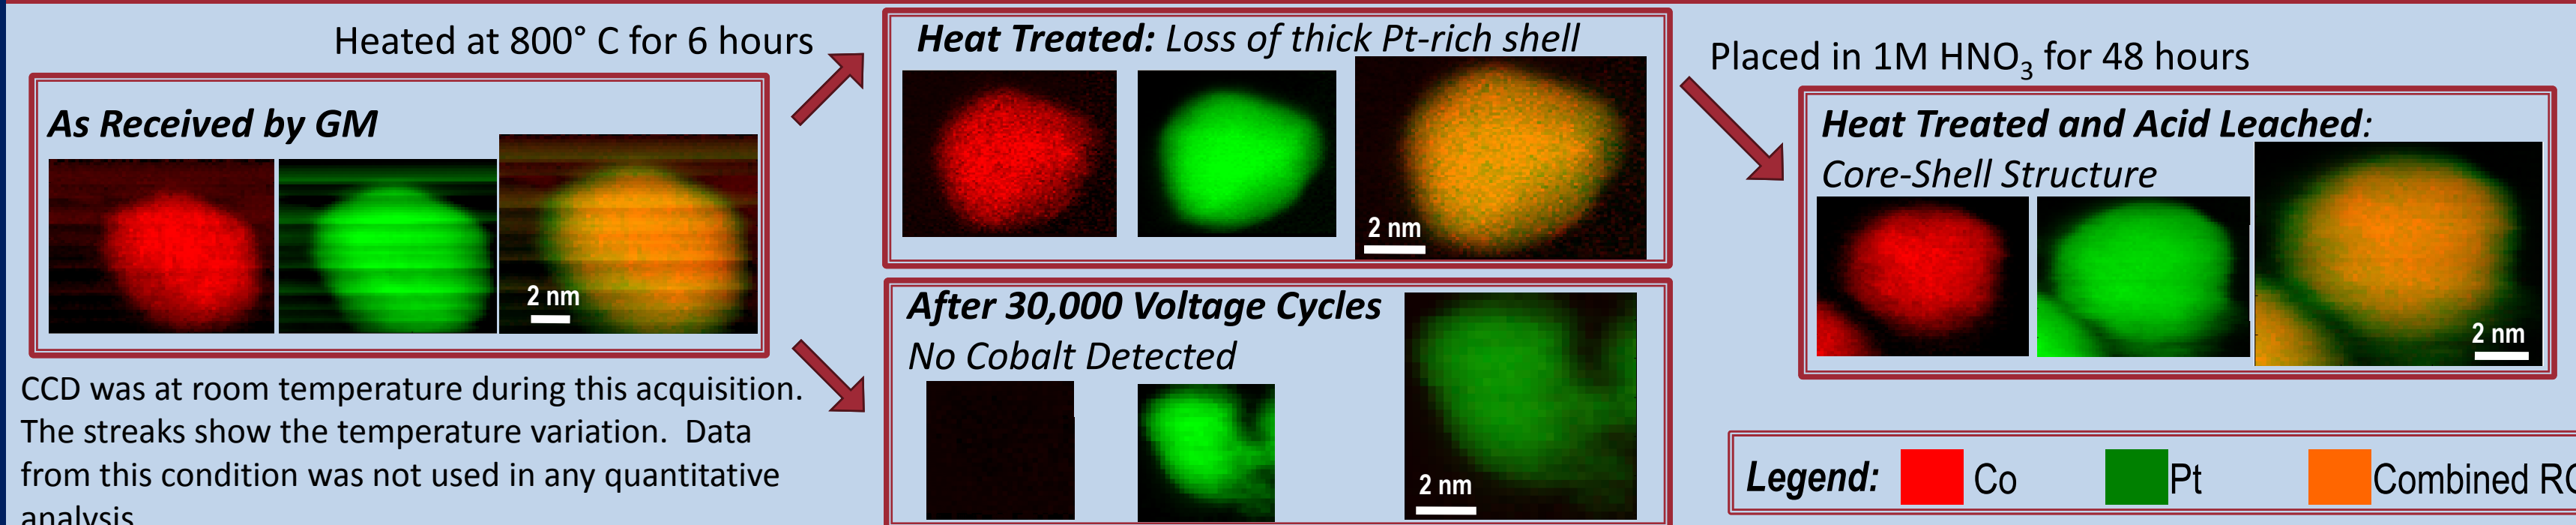 Heated at 800° C for 6 hours
As Received by GM
2 nm
CCD was at room temperature during this acquisition.
The streaks show the temperature variation.  Data
from this condition was not used in any quantitative
analysis
Heat Treated: Loss of thick Pt-rich shell
2 nm
After 30,000 Voltage Cycles
No Cobalt Detected
2 nm
Placed in 1M HNO₃ for 48 hours
Heat Treated and Acid Leached:
Core-Shell Structure
2 nm
Legend: Co Pt Combined